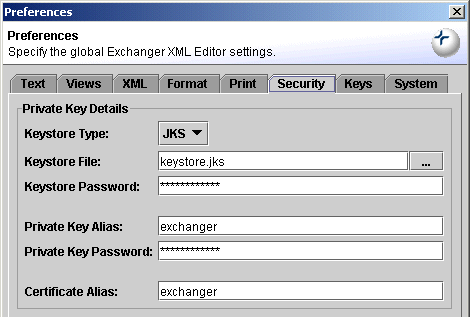 Preferences
Preferences
Specify the global Exchanger XML Editor settings.
Text Views XML Format Print Security Keys System
Private Key Details
Keystore Type: JKS
Keystore File: keystore.jks ...
Keystore Password: ************
Private Key Alias: exchanger
Private Key Password: ************
Certificate Alias: exchanger